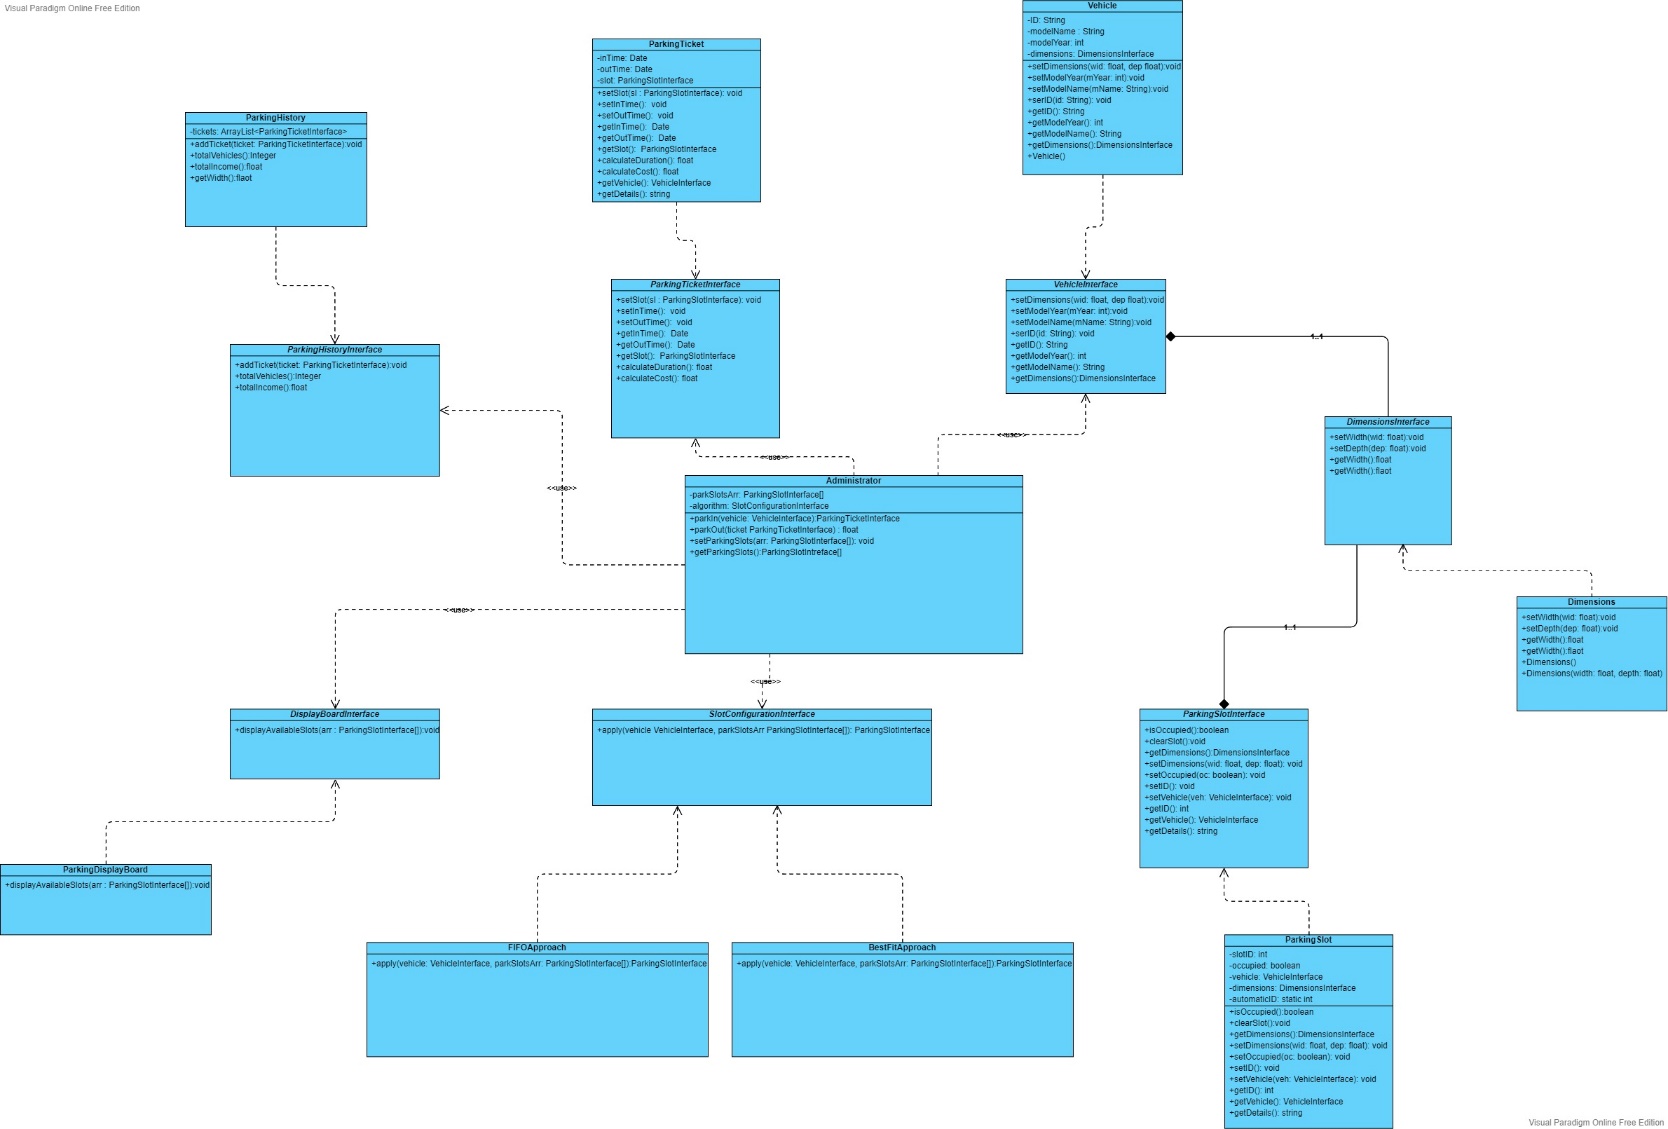 Visual Paradigm Online Free Edition
Vehicle
-ID: String
-modelName : String
-modelYear: int
-dimensions: DimensionsInterface
+setDimensions(wid: float, dep float):void
+setModelYear(mYear: int):void
+setModelName(mName: String):void
+serID(id: String): void
+getID(): String
+getModelYear(): int
+getModelName(): String
+getDimensions():DimensionsInterface
+Vehicle()
ParkingTicket
-inTime: Date
-outTime: Date
-slot: ParkingSlotInterface
+setSlot(sl : ParkingSlotInterface): void
+setInTime(): void
+setOutTime(): void
+getInTime(): Date
+getOutTime(): Date
+getSlot(): ParkingSlotInterface
+calculateDuration(): float
+calculateCost(): float
+getVehicle(): VehicleInterface
+getDetails(): string
ParkingHistory
-tickets: ArrayList<ParkingTicketInterface>
+addTicket(ticket: ParkingTicketInterface):void
+totalVehicles():Integer
+totalIncome():float
+getWidth():flaot
ParkingTicketInterface
+setSlot(sl : ParkingSlotInterface): void
+setInTime(): void
+setOutTime(): void
+getInTime(): Date
+getOutTime(): Date
+getSlot(): ParkingSlotInterface
+calculateDuration(): float
+calculateCost(): float
VehicleInterface
+setDimensions(wid: float, dep float):void
+setModelYear(mYear: int):void
+setModelName(mName: String):void
+serID(id: String): void
+getID(): String
+getModelYear(): int
+getModelName(): String
+getDimensions():DimensionsInterface
1..1
ParkingHistoryInterface
+addTicket(ticket: ParkingTicketInterface):void
+totalVehicles():Integer
+totalIncome():float
DimensionsInterface
+setWidth(wid: float):void
+setDepth(dep: float):void
+getWidth():float
+getWidth():flaot
<<use>>
<<use>>
<<use>>
Administrator
-parkSlotsArr: ParkingSlotInterface[]
-algorithm: SlotConfigurationInterface
+parkIn(vehicle: VehicleInterface):ParkingTicketInterface
+parkOut(ticket ParkingTicketInterface) : float
+setParkingSlots(arr: ParkingSlotInterface[]): void
+getParkingSlots():ParkingSlotIntreface[]
<<use>>
<<use>>
1..1
Dimensions
+setWidth(wid: float):void
+setDepth(dep: float):void
+getWidth():float
+getWidth():flaot
+Dimensions()
+Dimensions(width: float, depth: float)
DisplayBoardInterface
+displayAvailableSlots(arr : ParkingSlotInterface[]):void
SlotConfigurationInterface
+apply(vehicle VehicleInterface, parkSlotsArr ParkingSlotInterface[]): ParkingSlotInterface
ParkingSlotInterface
+isOccupied():boolean
+clearSlot():void
+getDimensions():DimensionsInterface
+setDimensions(wid: float, dep: float): void
+setOccupied(oc: boolean): void
+setID(): void
+setVehicle(veh: VehicleInterface): void
+getID(): int
+getVehicle(): VehicleInterface
+getDetails(): string
ParkingDisplayBoard
+displayAvailableSlots(arr : ParkingSlotInterface[]):void
FIFOApproach
+apply(vehicle: VehicleInterface, parkSlotsArr: ParkingSlotInterface[]):ParkingSlotInterface
BestFitApproach
+apply(vehicle: VehicleInterface, parkSlotsArr: ParkingSlotInterface[]):ParkingSlotInterface
ParkingSlot
-slotID: int
-occupied: boolean
-vehicle: VehicleInterface
-dimensions: DimensionsInterface
-automaticID: static int
+isOccupied():boolean
+clearSlot():void
+getDimensions():DimensionsInterface
+setDimensions(wid: float, dep: float): void
+setOccupied(oc: boolean): void
+setID(): void
+setVehicle(veh: VehicleInterface): void
+getID(): int
+getVehicle(): VehicleInterface
+getDetails(): string
Visual Paradigm Online Free Edition